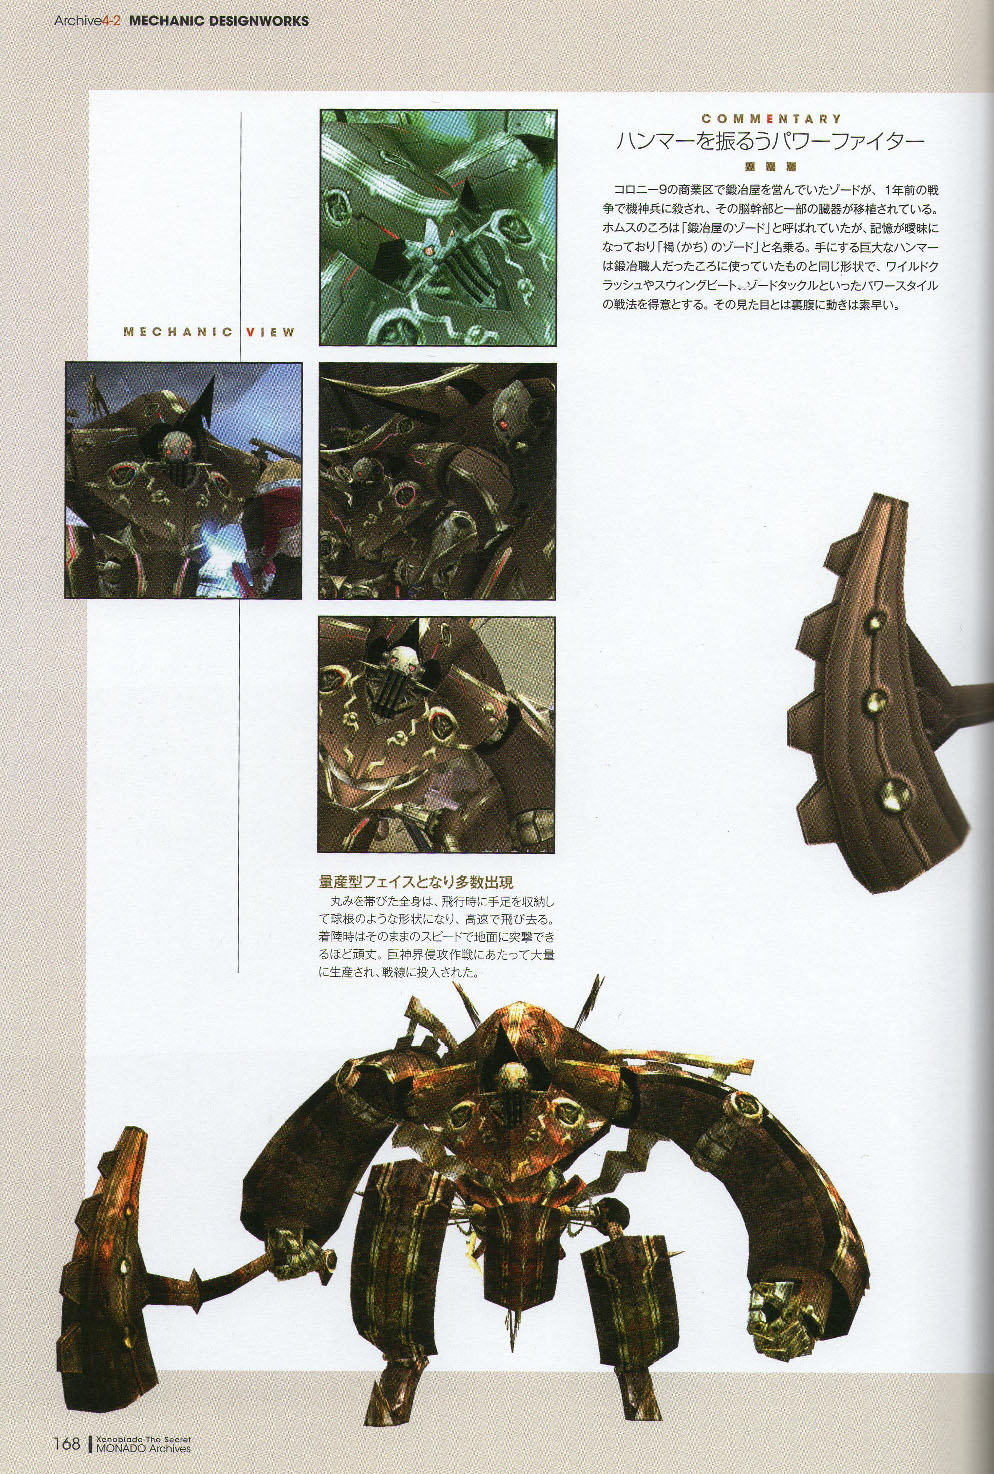 Archive4-2 MECHANIC DESIGNWORKS
COMMENTARY
ハンマーを振るうパワーファイター
コロニー9の商業区で鍛冶屋を営んでいたゾードが、1年前の戦
争で機神兵に殺され、その脳幹部と一部の臓器が移植されている。
ホムスのころは「鍛冶屋のゾード」と呼ばれていたが、記憶が曖昧に
なっており「褐（かち）のゾード」と名乗る。手にする巨大なハンマー
は鍛冶職人だったころに使っていたものと同じ形状で、ワイルドク
ラッシュやスウィングビート、ゾードタックルといったパワースタイル
の戦法を得意とする。その見た目とは裏腹に動きは素早い。
MECHANIC VIEW
量産型フェイスとなり多数出現
丸みを帯びた全身は、飛行時に手足を収納し
て球根のような形状になり、高速で飛び去る。
着陸時はそのままのスピードで地面に突撃でき
るほど頑丈。巨神界侵攻作戦にあたって大量
に生産され、戦線に投入された。
168
Xenoblade The Secret
MONADO Archives